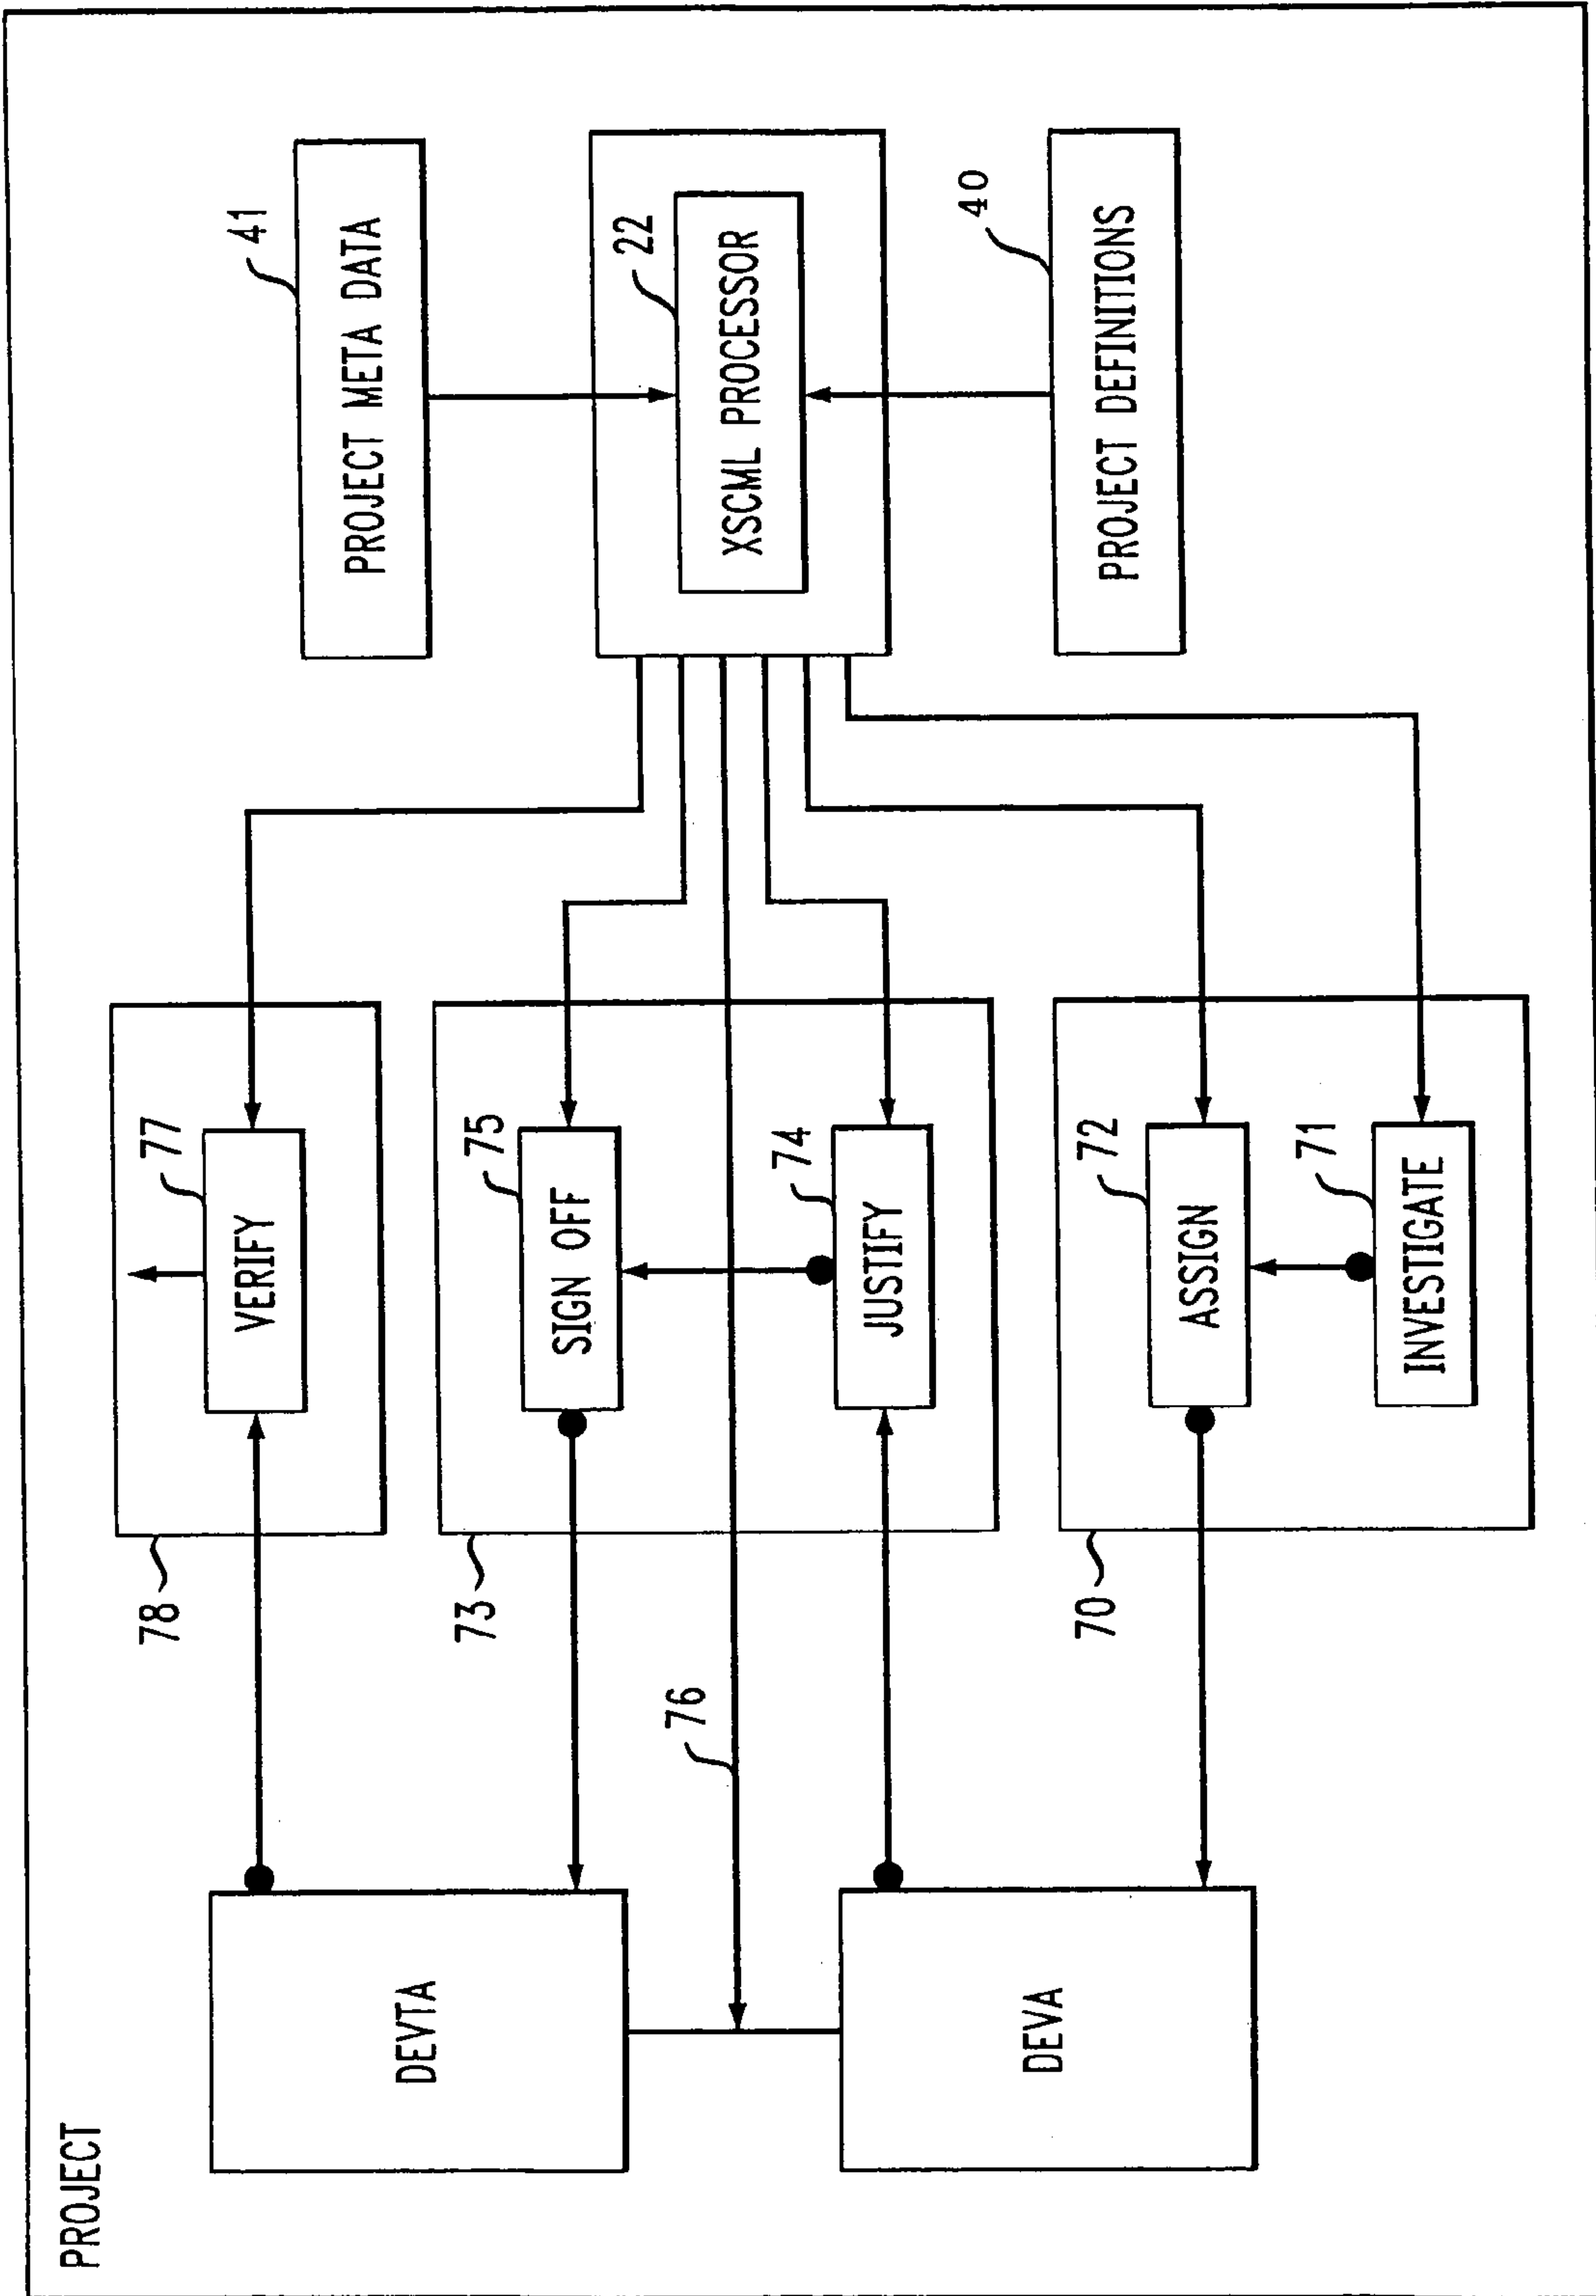 PROJECT
DEVTA
DEVA
76
78
VERIFY
77
73
SIGN OFF
75
JUSTIFY
74
70
ASSIGN
72
INVESTIGATE
71
PROJECT META DATA
41
XSCML PROCESSOR
22
PROJECT DEFINITIONS
40